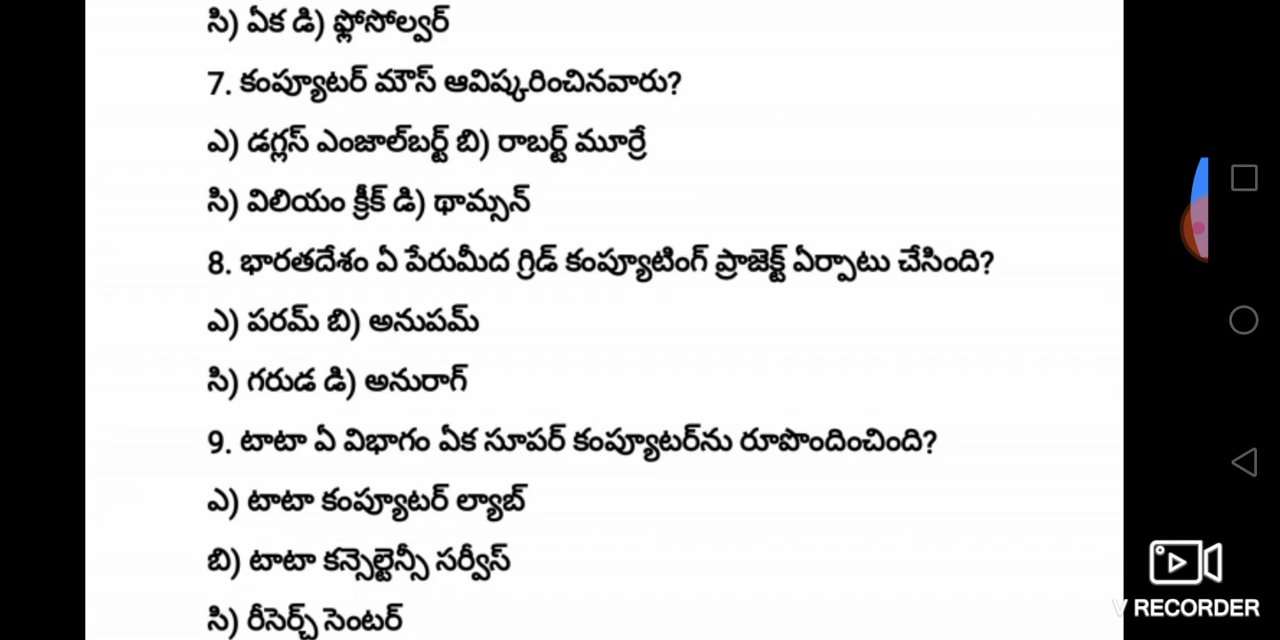 సి) ఏక డి) ఫ్లోసోల్వర్
7. కంప్యూటర్ మౌస్ ఆవిష్కరించినవారు?
ఎ) డగ్లస్ ఎంజాల్‌బర్ట్ బి) రాబర్ట్ మూర్రే
సి) విలియం క్రీక్ డి) థామ్సన్
8. భారతదేశం ఏ పేరుమీద గ్రిడ్ కంప్యూటింగ్ ప్రాజెక్ట్ ఏర్పాటు చేసింది?
ఎ) పరమ్ బి) అనుపమ్
సి) గరుడ డి) అనురాగ్
9. టాటా ఏ విభాగం ఏక సూపర్ కంప్యూటర్‌ను రూపొందించింది?
ఎ) టాటా కంప్యూటర్ ల్యాబ్
బి) టాటా కన్సెల్టెన్సీ సర్వీస్
సి) రీసెర్చ్ సెంటర్
V RECORDER